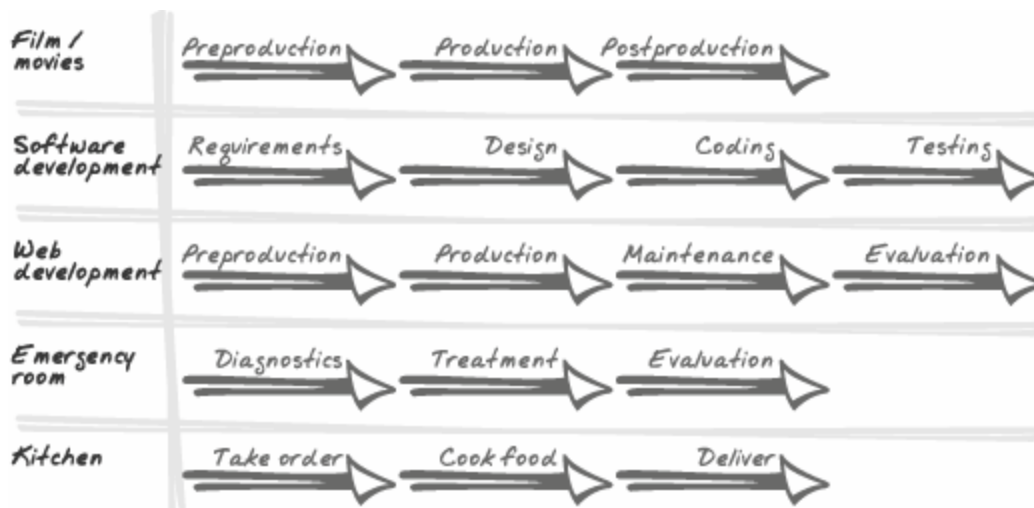 Film /
movies
Preproduction Production Postproduction
Software
development
Requirements Design Coding Testing
Web
development
Preproduction Production Maintenance Evaluation
Emergency
room
Diagnostics Treatment Evaluation
Kitchen
Take order Cook food Deliver